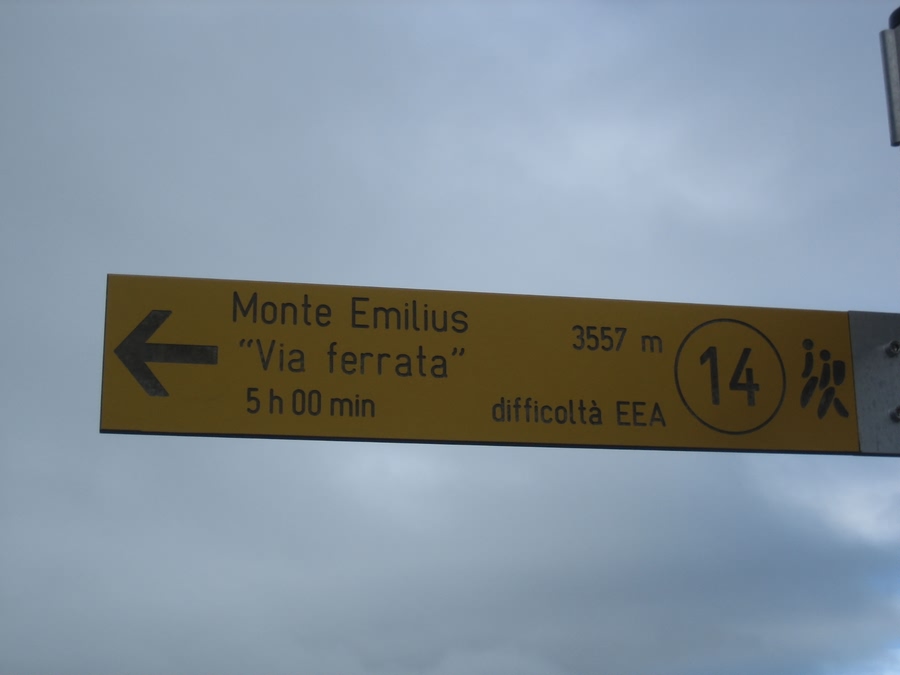 Monte Emilius
“Via ferrata”
5 h 00 min
3557 m
difficoltà EEA
14